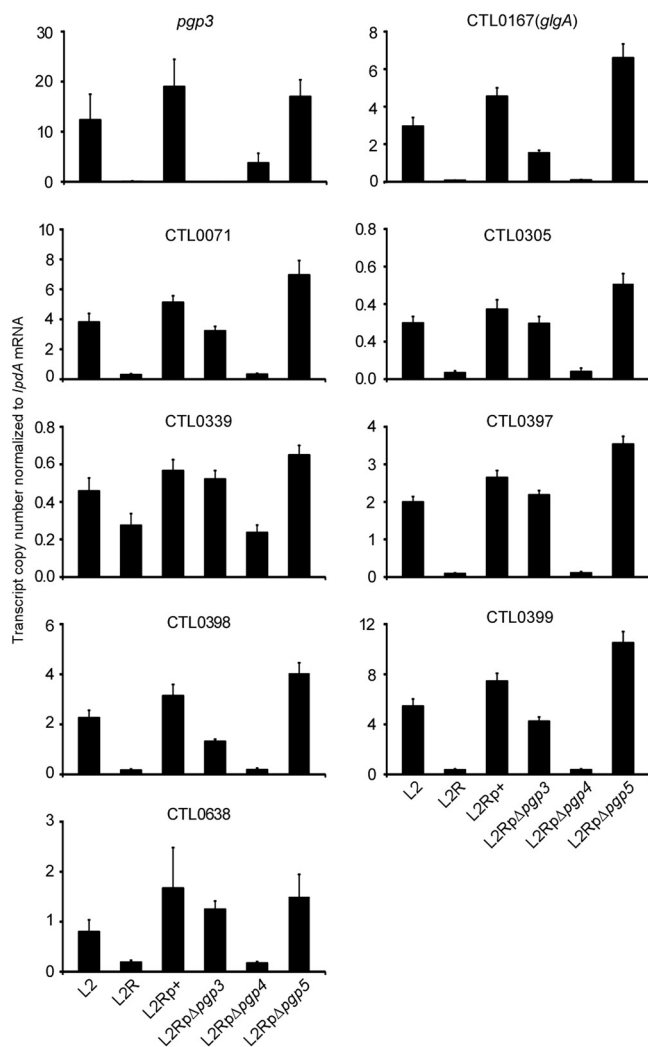 pgp3
30
20
10
0
CTL0167(glgA)
8
6
4
2
0
CTL0071
10
8
6
4
2
0
CTL0305
0.8
0.6
0.4
0.4
0.0
CTL0339
0.8
0.6
0.4
0.2
0.0
CTL0397
4
3
2
1
0
CTL0398
6
4
2
0
CTL0399
12
8
4
0
L2
L2R
L2Rp+
L2RpΔpgp3
L2RpΔpgp4
L2RpΔpgp5
CTL0638
3
2
1
0
L2
L2R
L2Rp+
L2RpΔpgp3
L2RpΔpgp4
L2RpΔpgp5
Transcript copy number normalized to lpdA mRNA